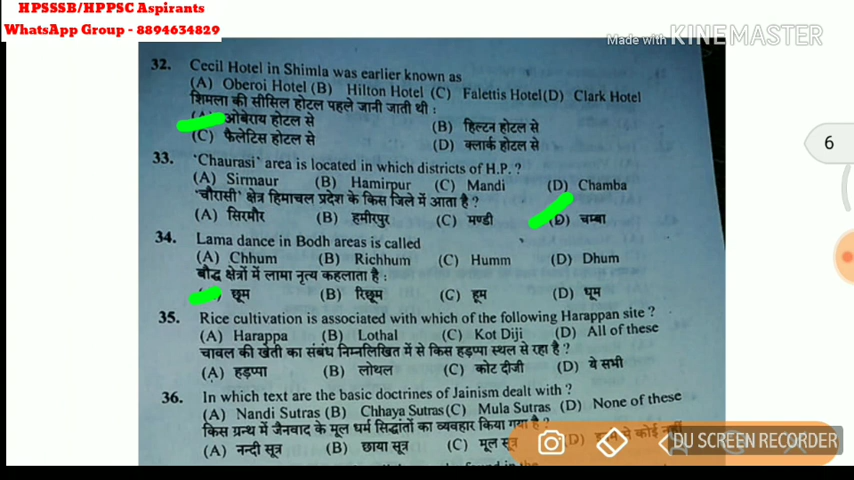 HPSSSB/HPPSC Aspirants
WhatsApp Group - 8894634829
Made with KINEMASTER
32. Cecil Hotel in Shimla was earlier known as
(A) Oberoi Hotel (B) Hilton Hotel (C) Falettis Hotel(D) Clark Hotel
शिमला की सीसिल होटल पहले जानी जाती थी :
ओबेराय होटल से (B) हिल्टन होटल से
(C) फैलेटिस होटल से (D) क्लार्क होटल से
6
33. 'Chaurasi' area is located in which districts of H.P. ?
(A) Sirmaur (B) Hamirpur (C) Mandi (D) Chamba
'चौरासी' क्षेत्र हिमाचल प्रदेश के किस जिले में आता है ?
(A) सिरमौर (B) हमीरपुर (C) मण्डी (D) चम्बा
34. Lama dance in Bodh areas is called
(A) Chhum (B) Richhum (C) Humm (D) Dhum
बौद्ध क्षेत्रों में लामा नृत्य कहलाता है :
छूम (B) रिछूम (C) हूम (D) धूम
35. Rice cultivation is associated with which of the following Harappan site ?
(A) Harappa (B) Lothal (C) Kot Diji (D) All of these
चावल की खेती का संबंध निम्नलिखित में से किस हड़प्पा स्थल से रहा है ?
(A) हड़प्पा (B) लोथल (C) कोट दीजी (D) ये सभी
36. In which text are the basic doctrines of Jainism dealt with ?
(A) Nandi Sutras (B) Chhaya Sutras(C) Mula Sutras (D) None of these
किस ग्रन्थ में जैनवाद के मूल धर्म सिद्धांतों का व्यवहार किया गया है ?
(A) नन्दी सूत्र (B) छाया सूत्र (C) मूल सूत्र
DU SCREEN RECORDER